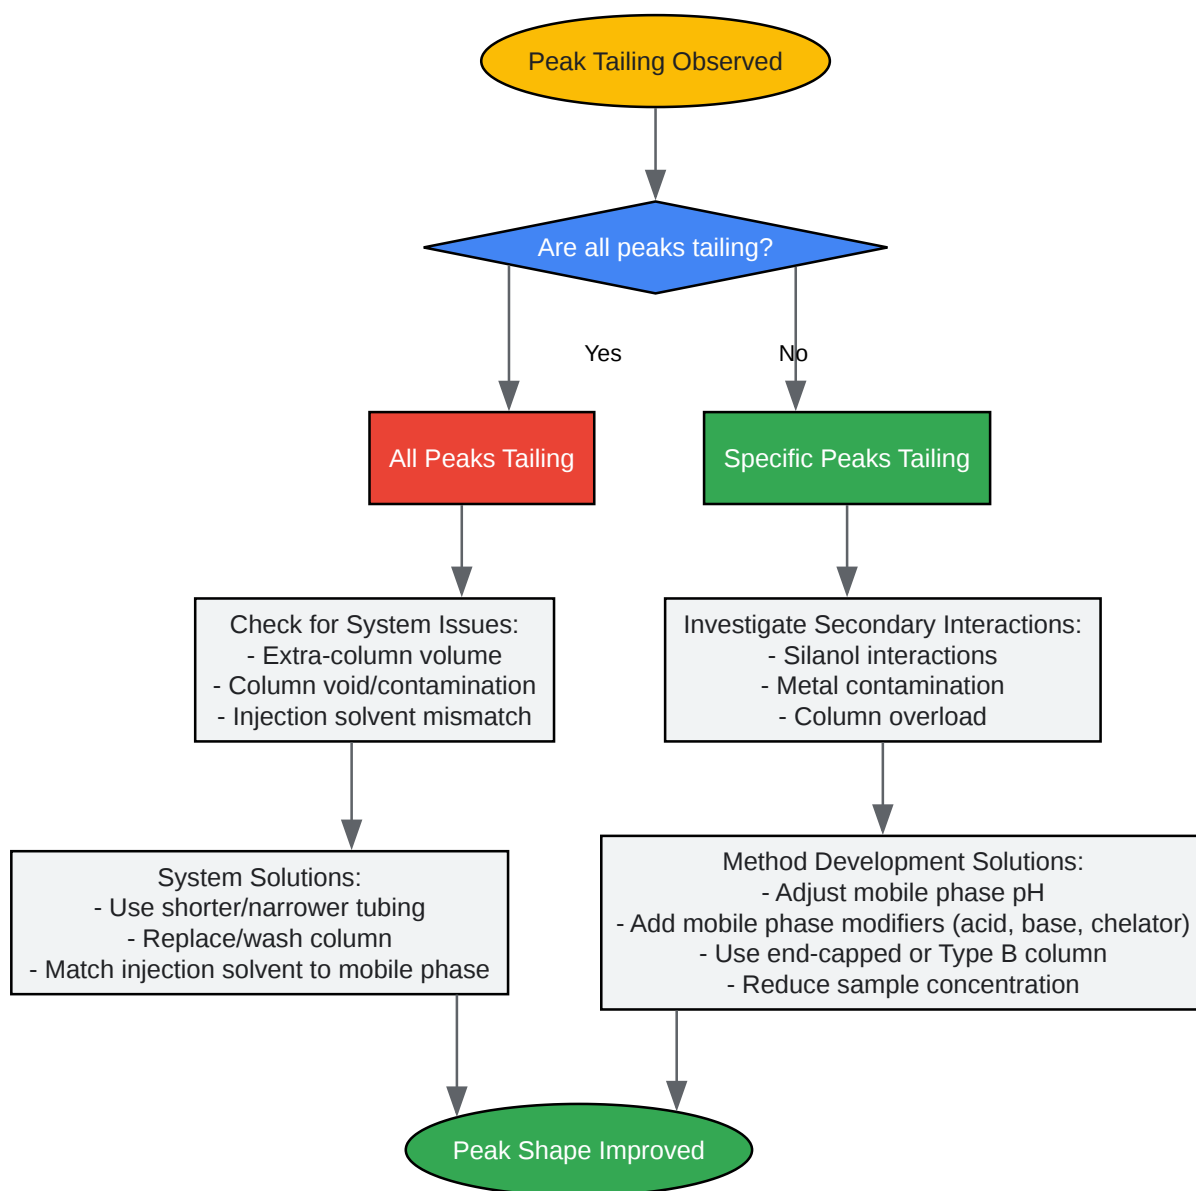 Peak Tailing Observed
Are all peaks tailing?
Yes
No
All Peaks Tailing
Specific Peaks Tailing
Check for System Issues:
- Extra-column volume
- Column void/contamination
- Injection solvent mismatch
Investigate Secondary Interactions:
- Silanol interactions
- Metal contamination
- Column overload
System Solutions:
- Use shorter/narrower tubing
- Replace/wash column
- Match injection solvent to mobile phase
Method Development Solutions:
- Adjust mobile phase pH
- Add mobile phase modifiers (acid, base, chelator)
- Use end-capped or Type B column
- Reduce sample concentration
Peak Shape Improved